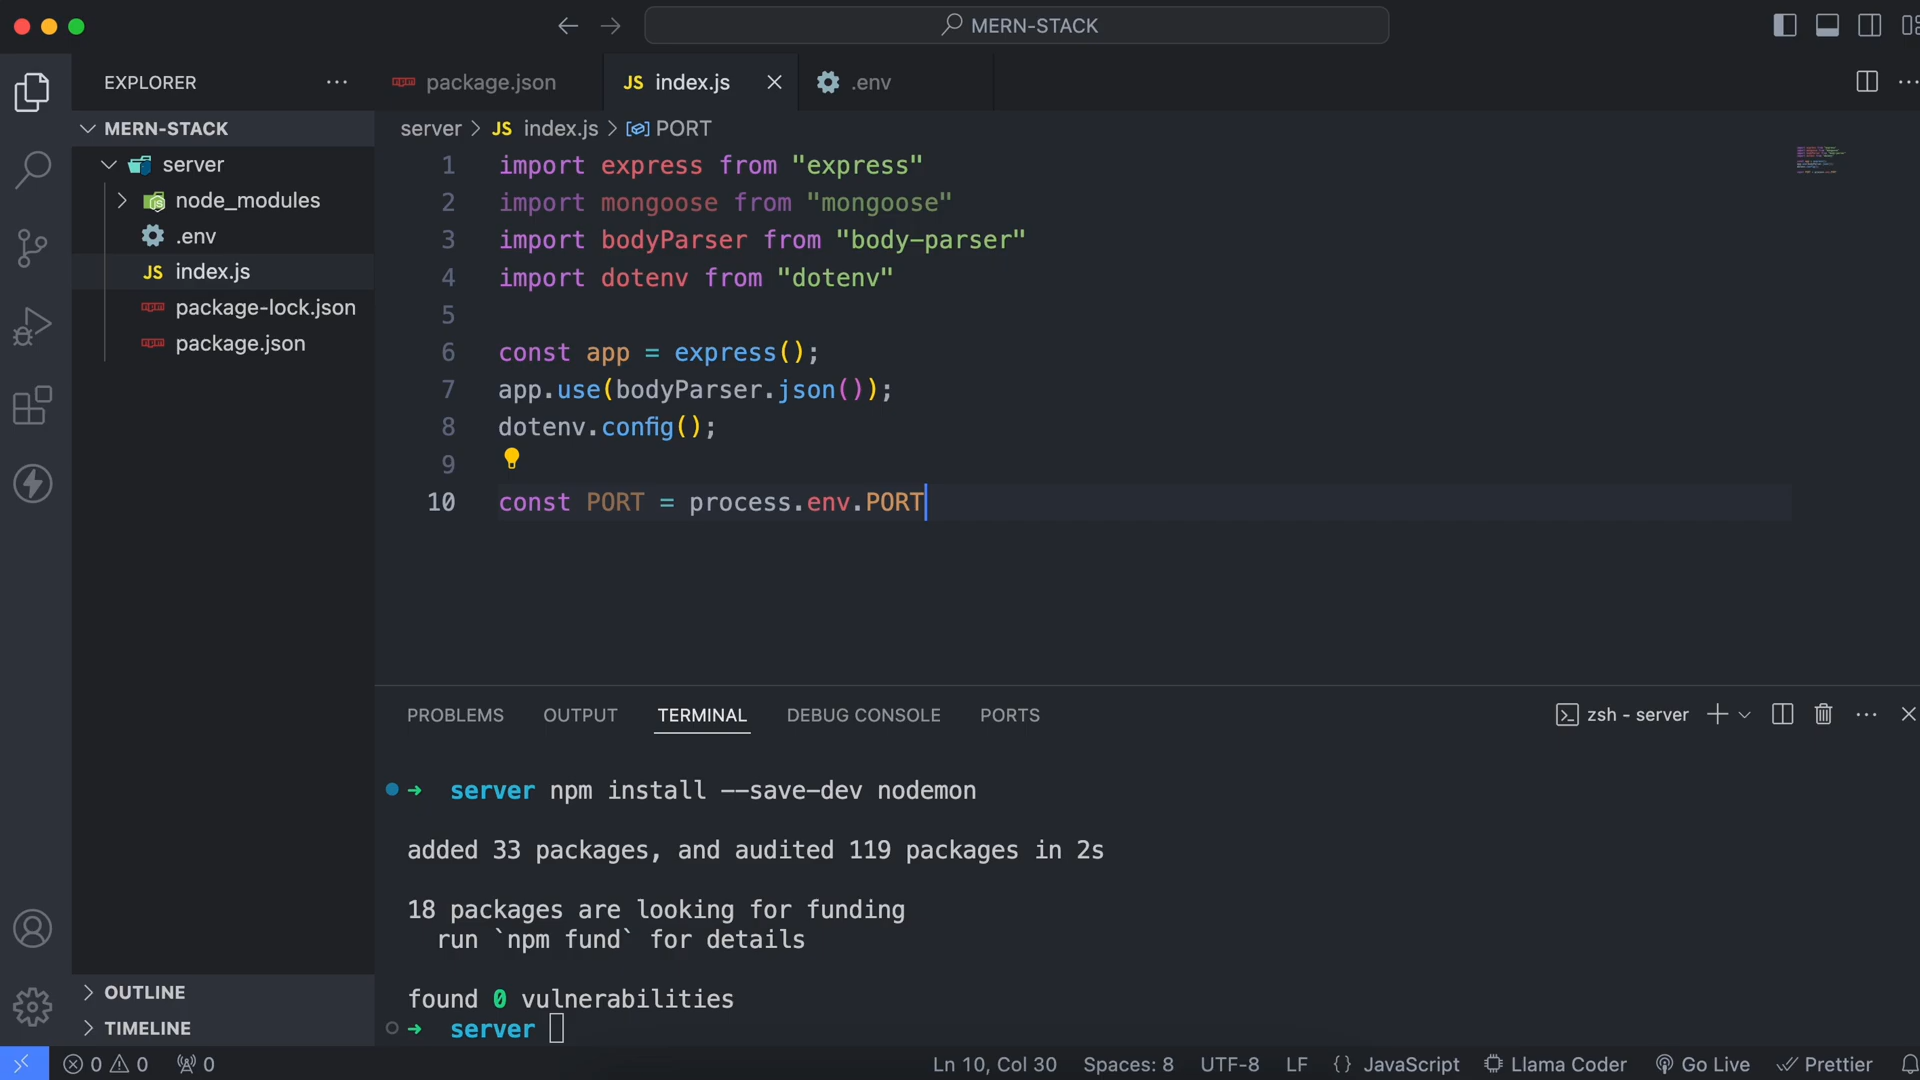 MERN-STACK
EXPLORER
package.json
JS index.js
.env
MERN-STACK
server
node_modules
.env
JS index.js
package-lock.json
package.json
OUTLINE
TIMELINE
server > JS index.js > PORT
1 import express from "express"
2 import mongoose from "mongoose"
3 import bodyParser from "body-parser"
4 import dotenv from "dotenv"
5
6 const app = express();
7 app.use(bodyParser.json());
8 dotenv.config();
9
10 const PORT = process.env.PORT
PROBLEMS OUTPUT TERMINAL DEBUG CONSOLE PORTS
zsh - server
server npm install --save-dev nodemon
added 33 packages, and audited 119 packages in 2s
18 packages are looking for funding
run `npm fund` for details
found 0 vulnerabilities
server
0 0 0
Ln 10, Col 30 Spaces: 8 UTF-8 LF {} JavaScript Llama Coder Go Live Prettier